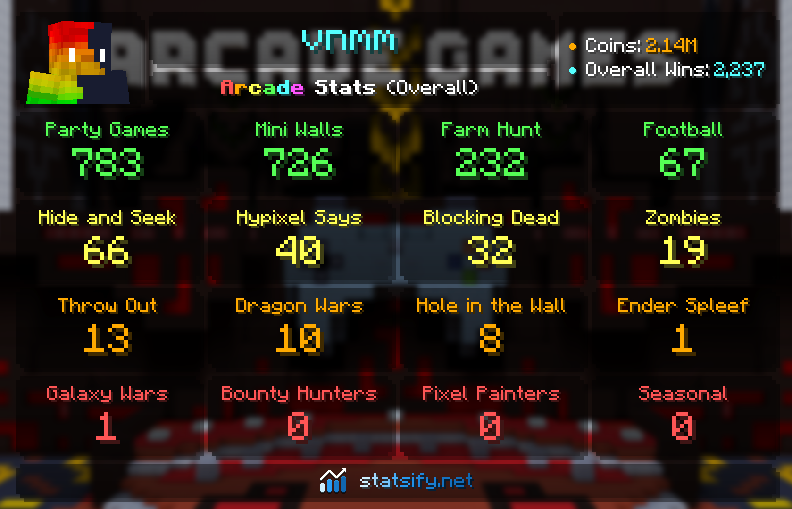 ARCADE GAMES
VNMM
Arcade Stats (Overall)
• Coins: 2.14M
• Overall Wins: 2,237
Party Games Mini Walls Farm Hunt Football
783 726 232 67
Hide and Seek Hypixel Says Blocking Dead Zombies
66 40 32 19
Throw Out Dragon Wars Hole in the Wall Ender Spleef
13 10 8 1
Galaxy Wars Bounty Hunters Pixel Painters Seasonal
1 0 0 0
statsify.net